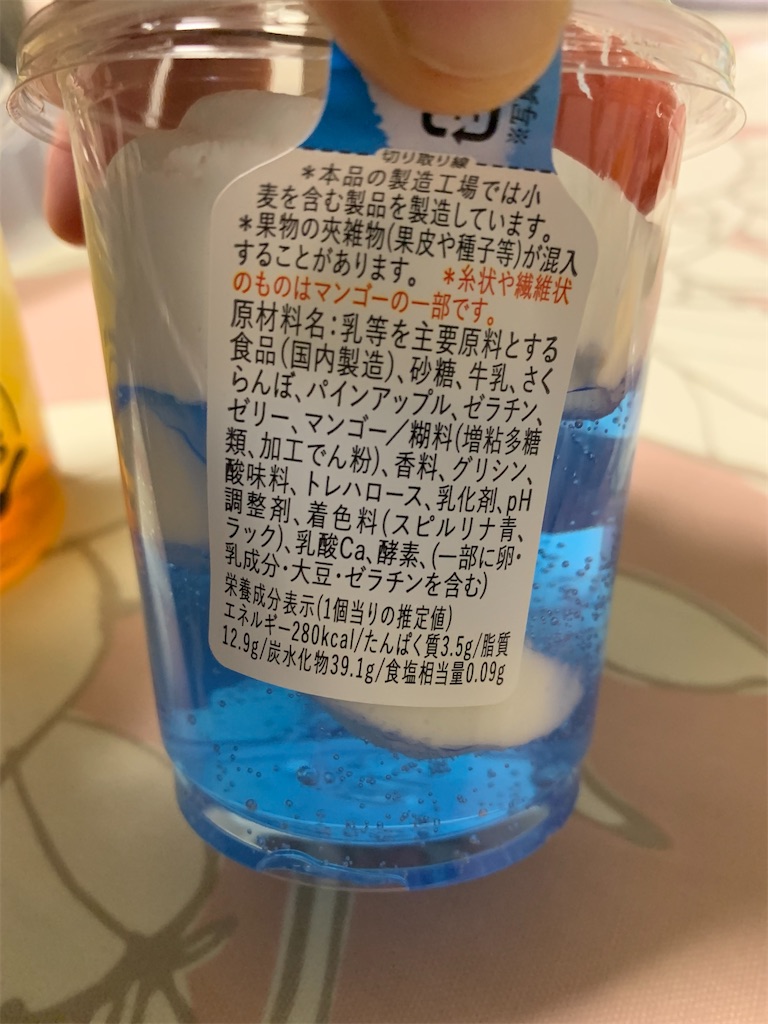 ※写真
切り取り線
*本品の製造工場では小
麦を含む製品を製造しています。
*果物の夾雑物(果皮や種子等)が混入
することがあります。 *糸状や繊維状
のものはマンゴーの一部です。
原材料名:乳等を主要原料とする
食品(国内製造)、砂糖、牛乳、さく
らんぼ、パインアップル、ゼラチン、
ゼリー、マンゴー/糊料(増粘多糖
類、加工でん粉)、香料、グリシン、
酸味料、トレハロース、乳化剤、pH
調整剤、着色料(スピルリナ青、
ラック)、乳酸Ca、酵素、(一部に卵・
乳成分・大豆・ゼラチンを含む)
栄養成分表示(1個当りの推定値)
エネルギー280kcal/たんぱく質3.5g/脂質
12.9g/炭水化物39.1g/食塩相当量0.09g